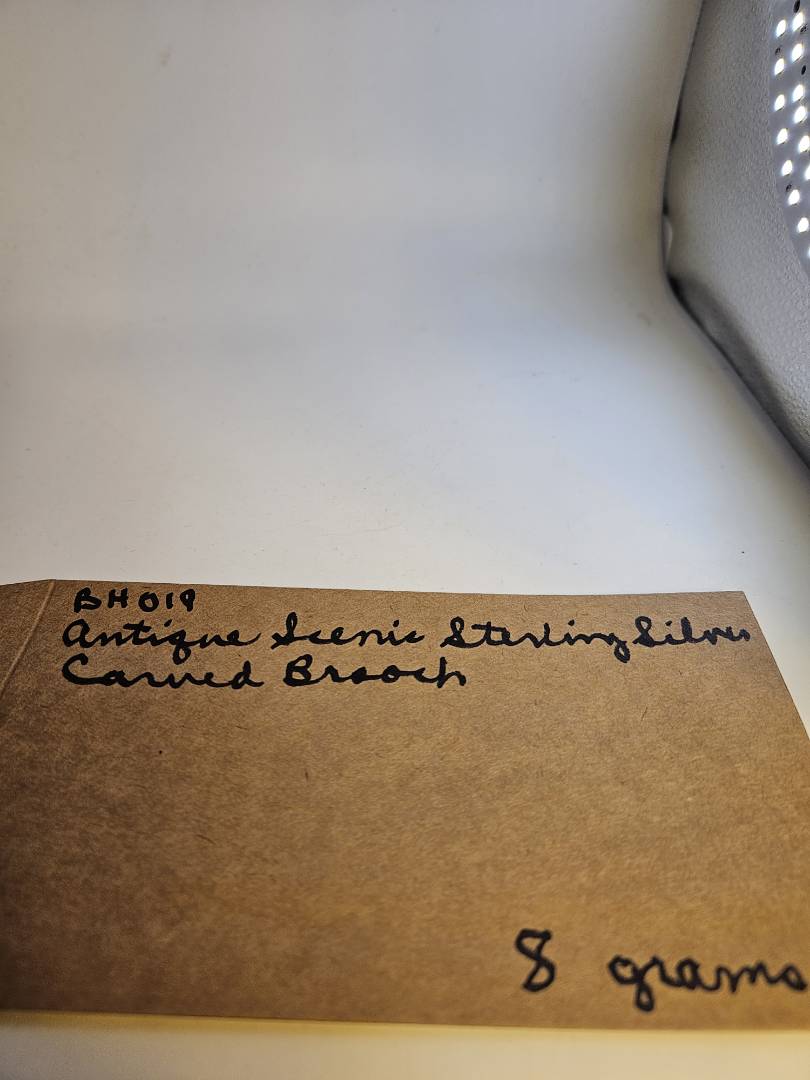 BH019
Antique Scenic Sterling Silver
Carved Brooch
8 grams